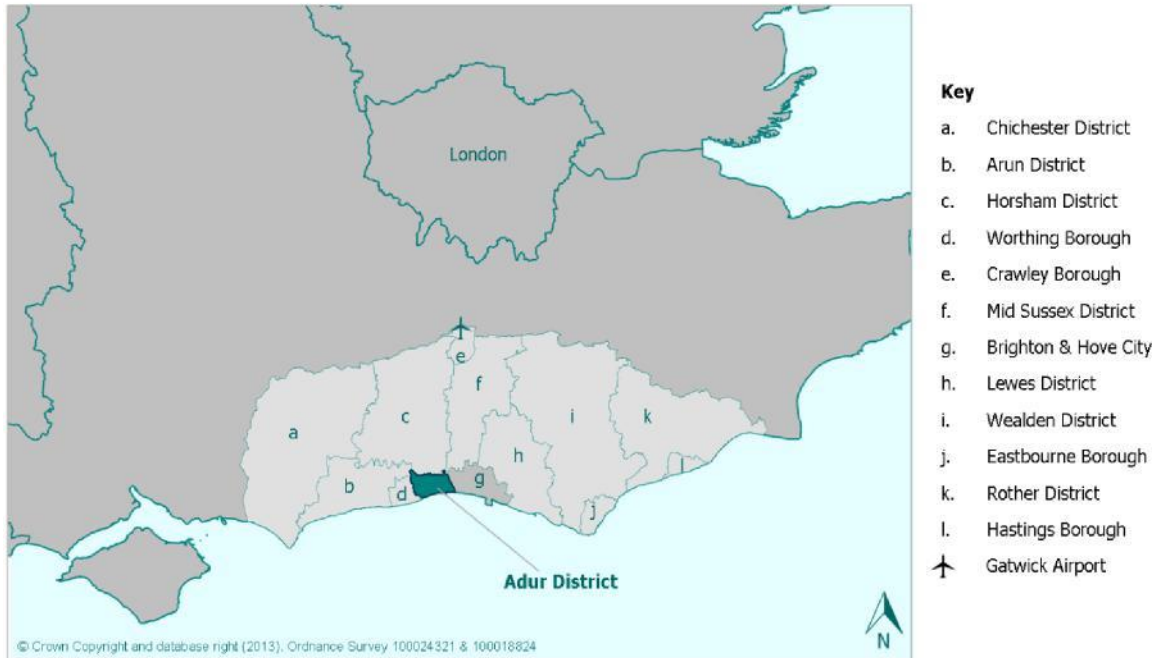 London
e
f
a
c
i
k
h
b
d
g
l
j
Adur District
N
© Crown Copyright and database right (2013). Ordnance Survey 100024321 & 100018824
Key
a. Chichester District
b. Arun District
c. Horsham District
d. Worthing Borough
e. Crawley Borough
f. Mid Sussex District
g. Brighton & Hove City
h. Lewes District
i. Wealden District
j. Eastbourne Borough
k. Rother District
l. Hastings Borough
Gatwick Airport